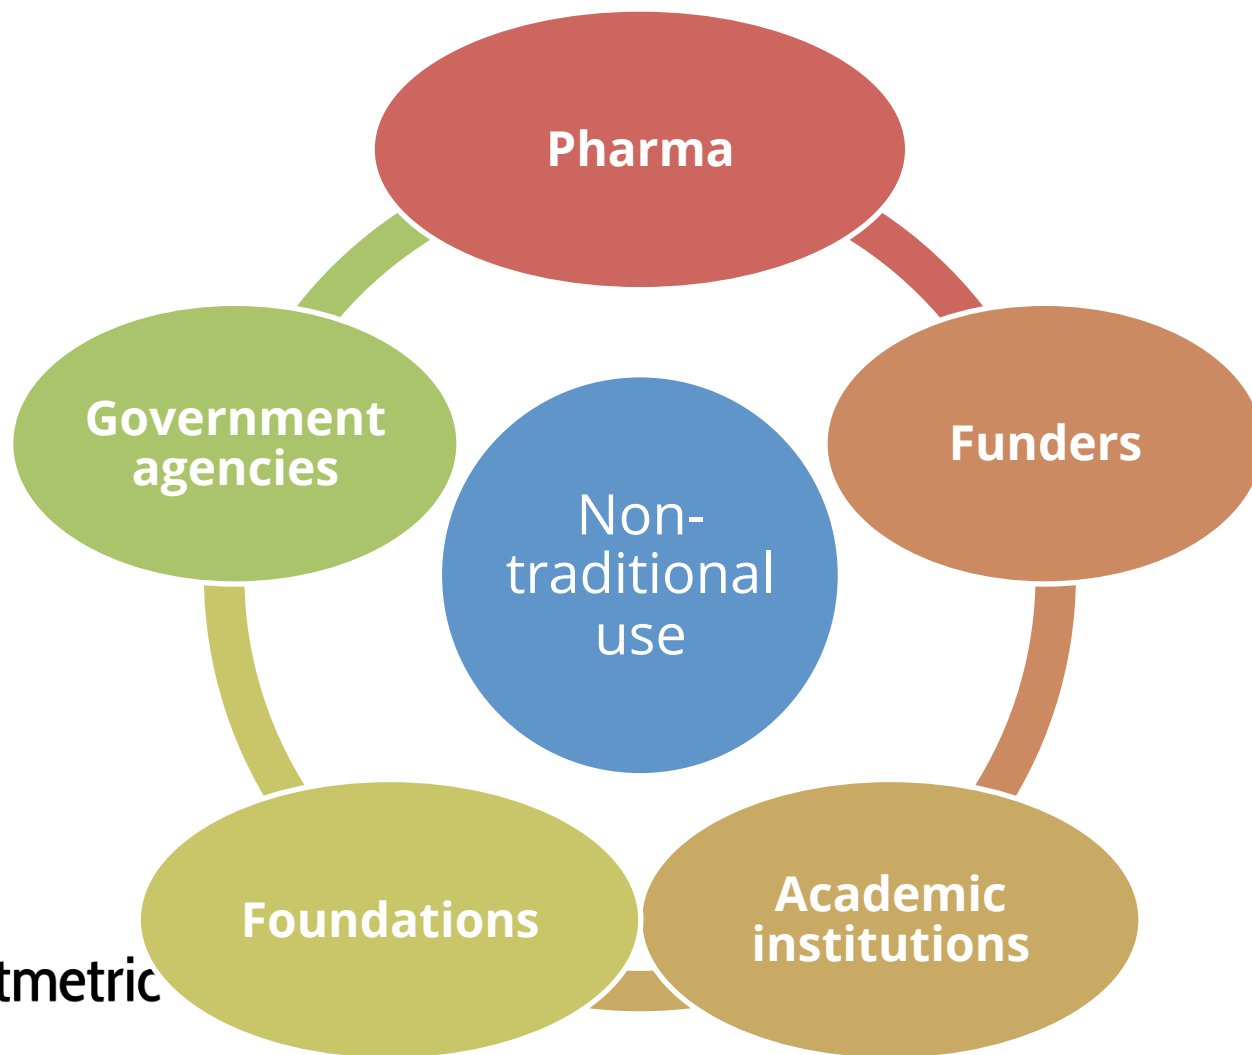 Pharma
Government
agencies
Funders
Non-
traditional
use
Foundations
Academic
institutions
tmetric